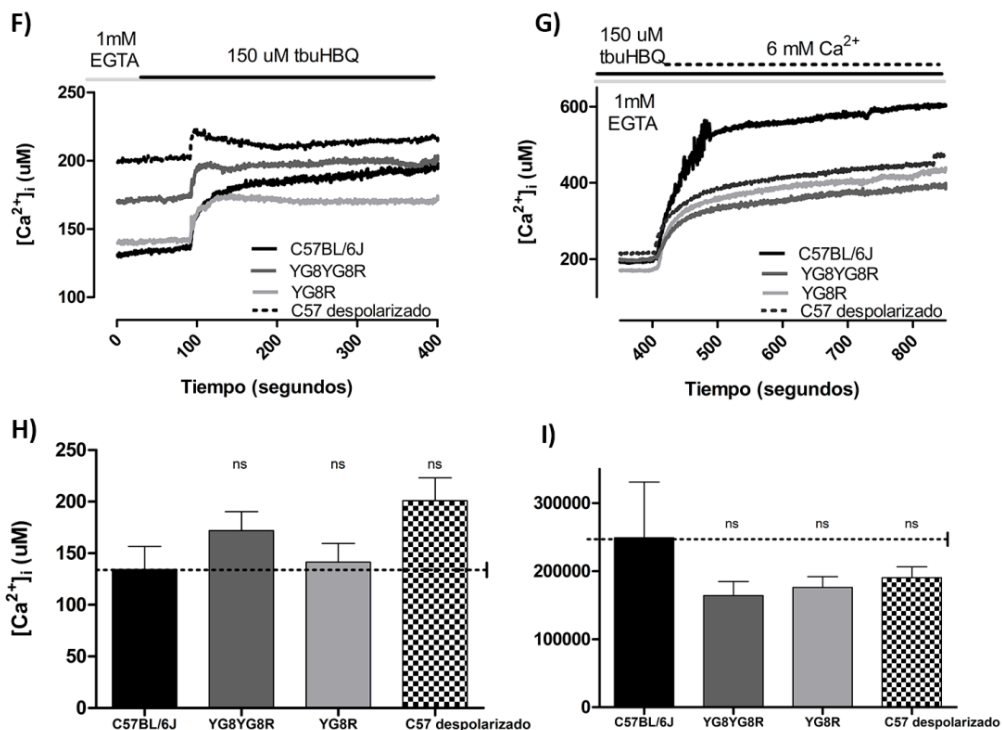 F)
1mM
EGTA
150 uM tbuHBQ
250
200
150
100
[Ca²⁺]ᵢ (uM)
C57BL/6J
YG8YG8R
YG8R
C57 despolarizado
0
100
200
300
400
Tiempo (segundos)
G)
150 uM
tbuHBQ
6 mM Ca²⁺
1mM
EGTA
600
400
200
[Ca²⁺]ᵢ (uM)
C57BL/6J
YG8YG8R
YG8R
C57 despolarizado
400
500
600
700
800
Tiempo (segundos)
H)
250
200
150
100
50
0
[Ca²⁺]ᵢ (uM)
ns
ns
ns
C57BL/6J
YG8YG8R
YG8R
C57 despolarizado
I)
300000
200000
100000
0
ns
ns
ns
C57BL/6J
YG8YG8R
YG8R
C57 despolarizado